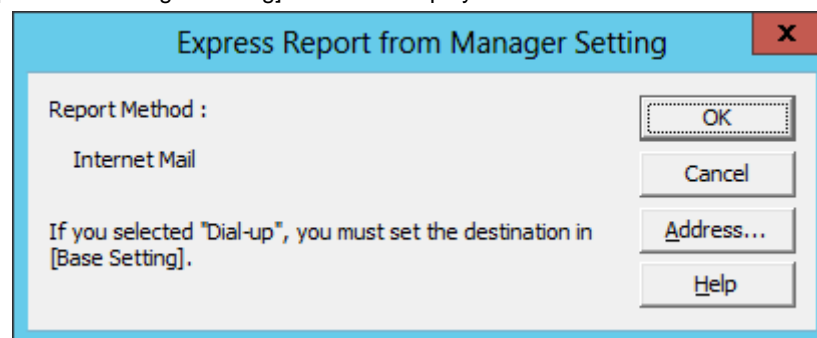 Express Report from Manager Setting
x
Report Method :
OK
Internet Mail
Cancel
If you selected "Dial-up", you must set the destination in
[Base Setting].
Address...
Help